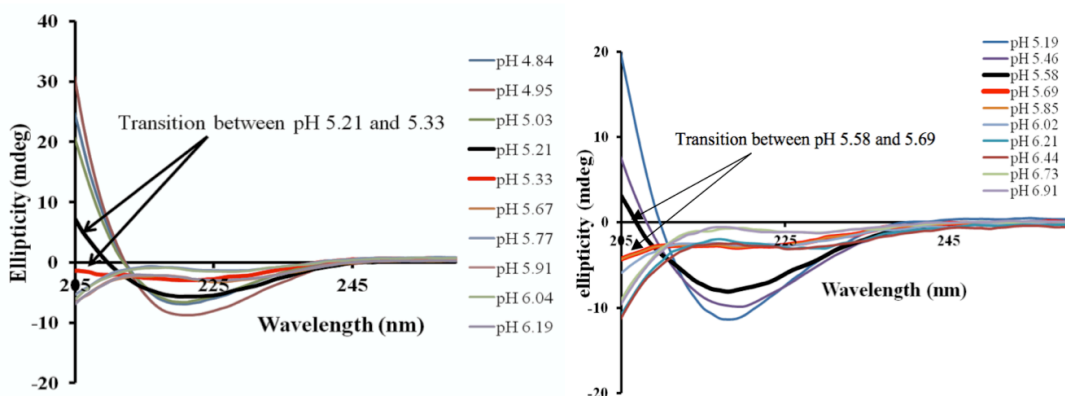 40
30
20
10
0
-10
-20
Ellipticity (mdeg)
Transition between pH 5.21 and 5.33
205
225
245
Wavelength (nm)
pH 4.84
pH 4.95
pH 5.03
pH 5.21
pH 5.33
pH 5.67
pH 5.77
pH 5.91
pH 6.04
pH 6.19
20
10
0
-10
-20
ellipticity (mdeg)
Transition between pH 5.58 and 5.69
205
225
245
Wavelength (nm)
pH 5.19
pH 5.46
pH 5.58
pH 5.69
pH 5.85
pH 6.02
pH 6.21
pH 6.44
pH 6.73
pH 6.91